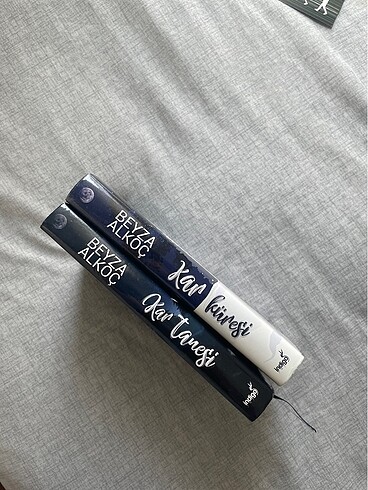 BEYZA
ALKOÇ
Kar küresi
indigo
BEYZA
ALKOÇ
Kar tanesi
indigo